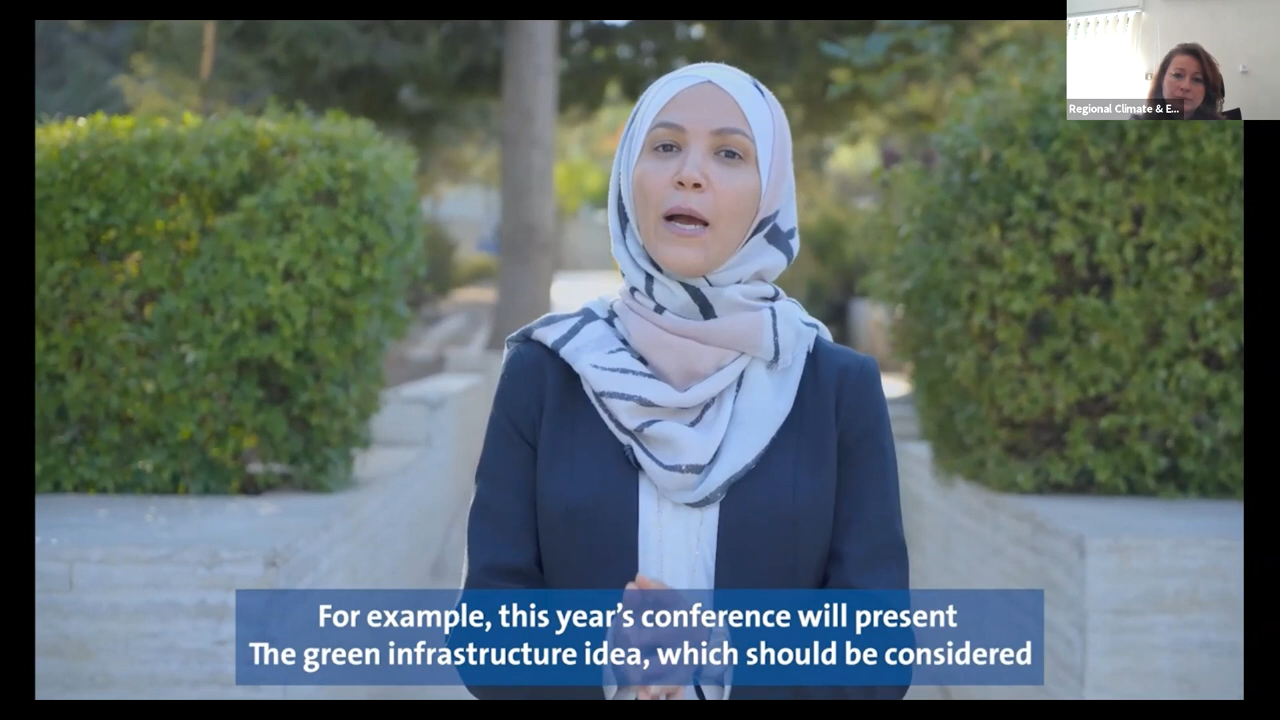 Regional Climate & E...
For example, this year's conference will present
The green infrastructure idea, which should be considered